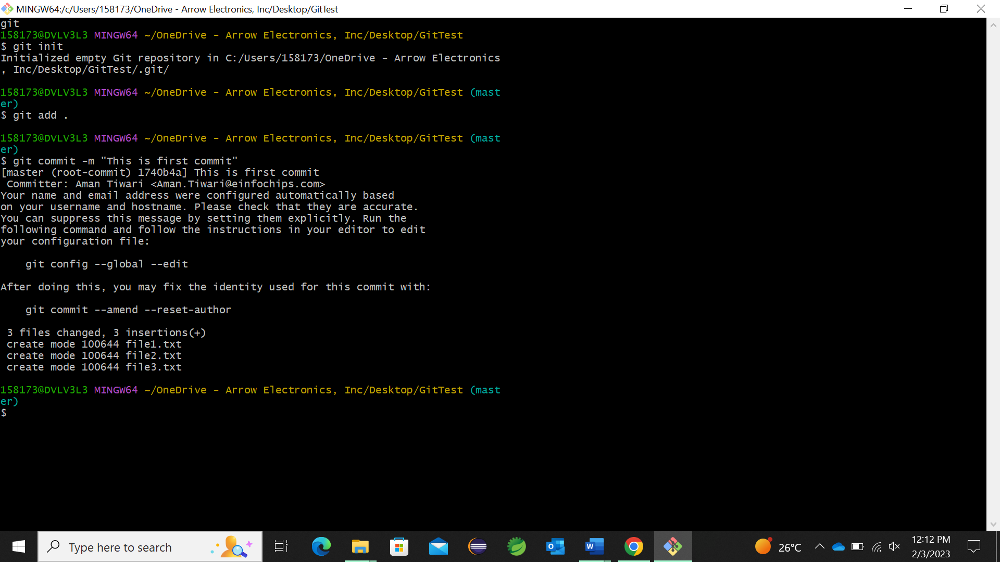 MINGW64:/c/Users/158173/OneDrive - Arrow Electronics, Inc/Desktop/GitTest
git
158173@DVLV3L3 MINGW64 ~/OneDrive - Arrow Electronics, Inc/Desktop/GitTest
$ git init
Initialized empty Git repository in C:/Users/158173/OneDrive - Arrow Electronics
, Inc/Desktop/GitTest/.git/
158173@DVLV3L3 MINGW64 ~/OneDrive - Arrow Electronics, Inc/Desktop/GitTest (mast
er)
$ git add .
158173@DVLV3L3 MINGW64 ~/OneDrive - Arrow Electronics, Inc/Desktop/GitTest (mast
er)
$ git commit -m "This is first commit"
[master (root-commit) 1740b4a] This is first commit
Committer: Aman Tiwari <Aman.Tiwari@einfochips.com>
Your name and email address were configured automatically based
on your username and hostname. Please check that they are accurate.
You can suppress this message by setting them explicitly. Run the
following command and follow the instructions in your editor to edit
your configuration file:
git config --global --edit
After doing this, you may fix the identity used for this commit with:
git commit --amend --reset-author
3 files changed, 3 insertions(+)
create mode 100644 file1.txt
create mode 100644 file2.txt
create mode 100644 file3.txt
158173@DVLV3L3 MINGW64 ~/OneDrive - Arrow Electronics, Inc/Desktop/GitTest (mast
er)
$
Type here to search
26°C
12:12 PM
2/3/2023